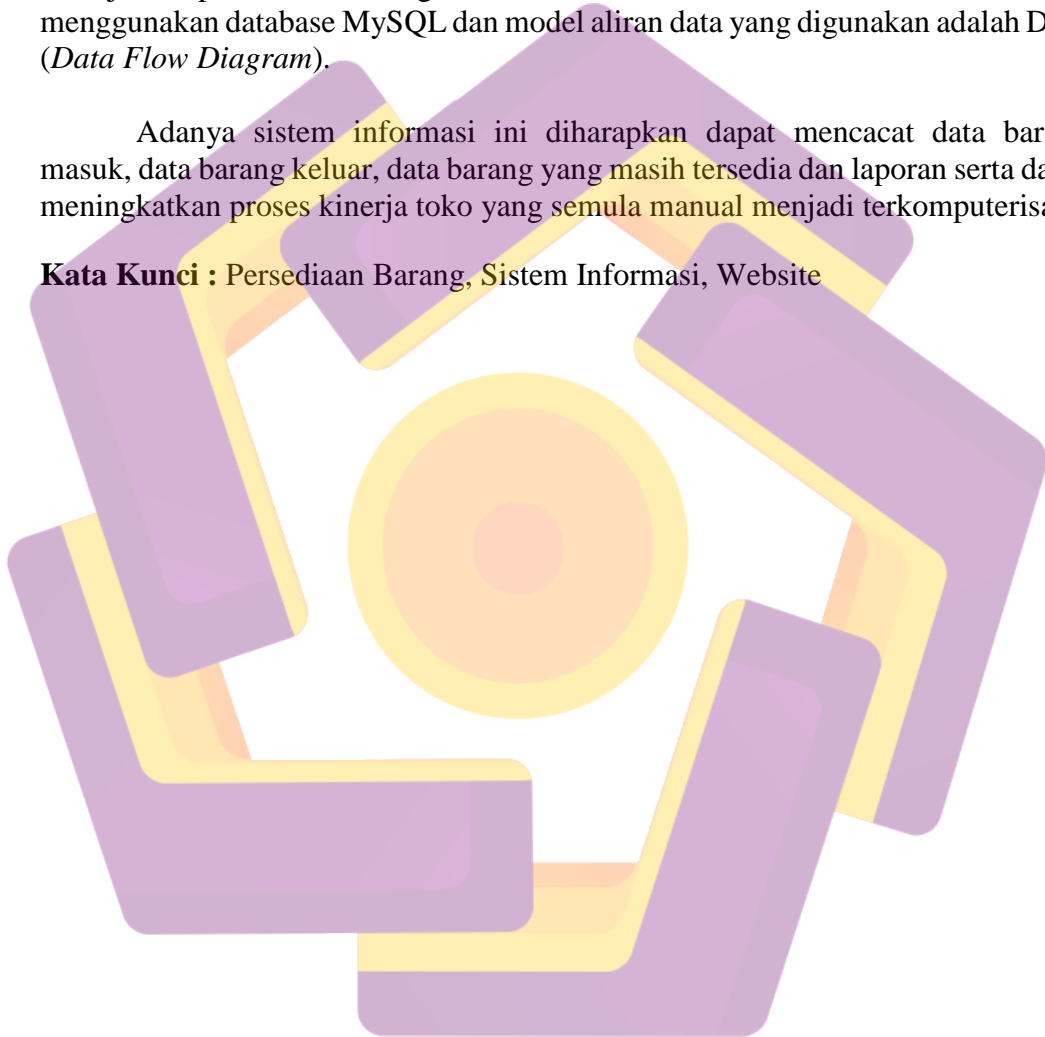 menggunakan database MySQL dan model aliran data yang digunakan adalah D
(Data Flow Diagram).
Adanya sistem informasi ini diharapkan dapat mencacat data bar
masuk, data barang keluar, data barang yang masih tersedia dan laporan serta da
meningkatkan proses kinerja toko yang semula manual menjadi terkomputerisa
Kata Kunci : Persediaan Barang, Sistem Informasi, Website